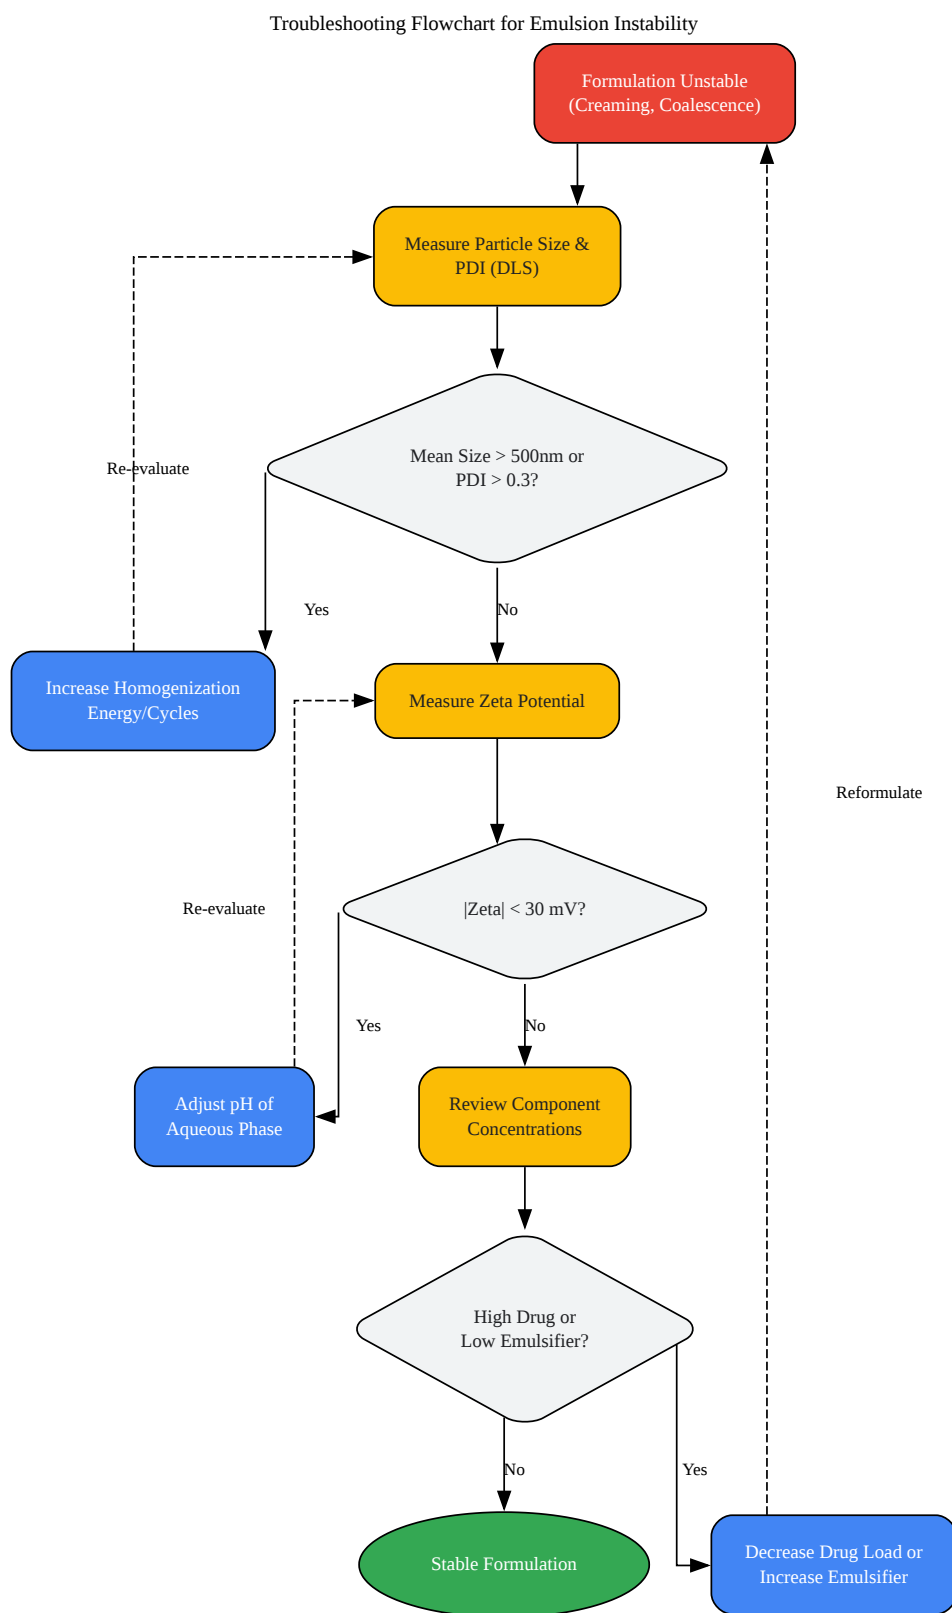 Troubleshooting Flowchart for Emulsion Instability
Formulation Unstable
(Creaming, Coalescence)
Measure Particle Size &
PDI (DLS)
Mean Size > 500nm or
PDI > 0.3?
Re-evaluate
Yes
No
Increase Homogenization
Energy/Cycles
Measure Zeta Potential
Reformulate
Re-evaluate
|Zeta| < 30 mV?
Yes
No
Adjust pH of
Aqueous Phase
Review Component
Concentrations
High Drug or
Low Emulsifier?
No
Yes
Stable Formulation
Decrease Drug Load or
Increase Emulsifier